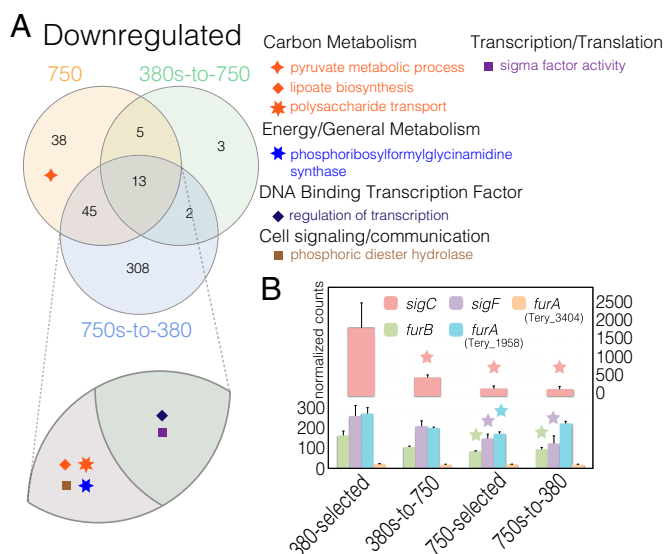 A
Downregulated
750
380s-to-750
750s-to-380
38
5
3
13
45
2
308
Carbon Metabolism
pyruvate metabolic process
lipoate biosynthesis
polysaccharide transport
Energy/General Metabolism
phosphoribosylformylglycinamidine
synthase
DNA Binding Transcription Factor
regulation of transcription
Cell signaling/communication
phosphoric diester hydrolase
Transcription/Translation
sigma factor activity
B
normalized counts
sigC
sigF
furA
(Tery_3404)
furB
furA
(Tery_1958)
2500
2000
1500
1000
500
0
300
200
100
0
380-selected
380s-to-750
750-selected
750s-to-380